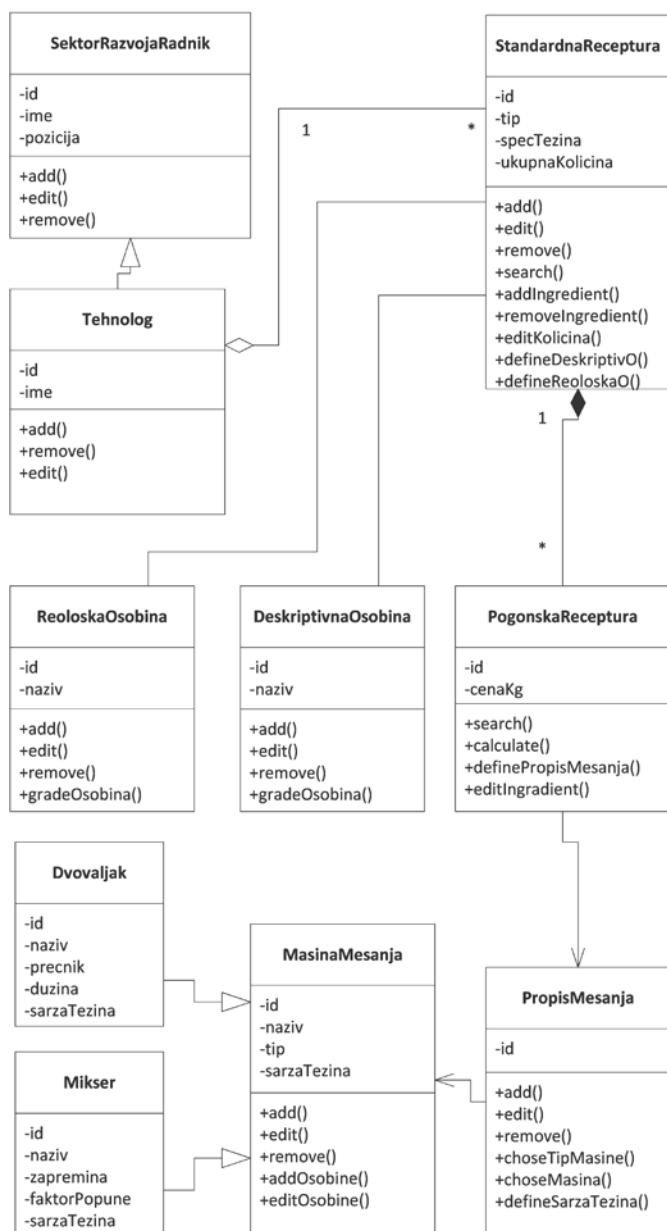 SektorRazvojaRadnik
-id
-ime
-pozicija
+add()
+edit()
+remove()
StandardnaReceptura
-id
-tip
-specTezina
-ukupnaKolicina
+add()
+edit()
+remove()
+search()
+addIngredient()
+removeIngredient()
+editKolicina()
+defineDeskriptivO()
+defineReoloskaO()
1
*
Tehnolog
-id
-ime
+add()
+remove()
+edit()
1
*
ReoloskaOsobina
-id
-naziv
+add()
+edit()
+remove()
+gradeOsobina()
DeskriptivnaOsobina
-id
-naziv
+add()
+edit()
+remove()
+gradeOsobina()
PogonskaReceptura
-id
-cenaKg
+search()
+calculate()
+definePropisMesanja()
+editIngradient()
Dvovaljak
-id
-naziv
-precnik
-duzina
-sarzaTezina
MasinaMesanja
-id
-naziv
-tip
-sarzaTezina
+add()
+edit()
+remove()
+addOsobine()
+editOsobine()
PropisMesanja
-id
+add()
+edit()
+remove()
+choseTipMasine()
+choseMasina()
+defineSarzaTezina()
Mikser
-id
-naziv
-zapremina
-faktorPopune
-sarzaTezina